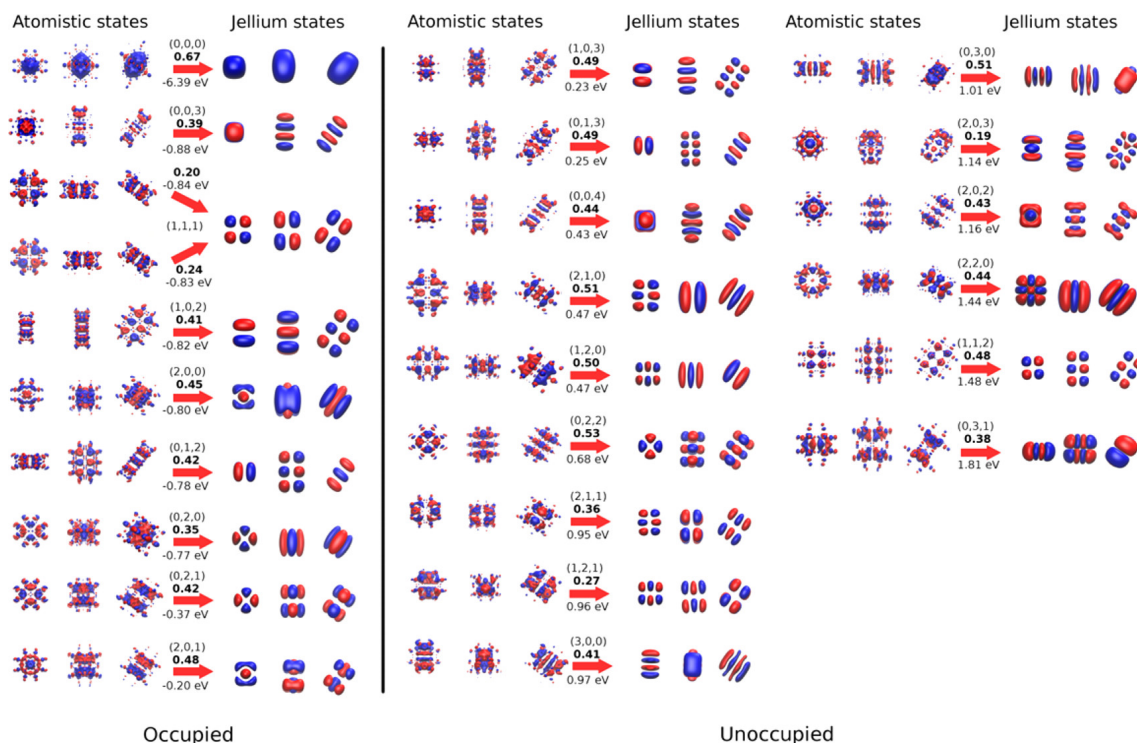 Atomistic states
Jellium states
(0,0,0)
0.67
-6.39 eV
(0,0,3)
0.39
-0.88 eV
0.20
-0.84 eV
(1,1,1)
0.24
-0.83 eV
(1,0,2)
0.41
-0.82 eV
(2,0,0)
0.45
-0.80 eV
(0,1,2)
0.42
-0.78 eV
(0,2,0)
0.35
-0.77 eV
(0,2,1)
0.42
-0.37 eV
(2,0,1)
0.48
-0.20 eV
Occupied
Atomistic states
Jellium states
(1,0,3)
0.49
0.23 eV
(0,1,3)
0.49
0.25 eV
(0,0,4)
0.44
0.43 eV
(2,1,0)
0.51
0.47 eV
(1,2,0)
0.50
0.47 eV
(0,2,2)
0.53
0.68 eV
(2,1,1)
0.36
0.95 eV
(1,2,1)
0.27
0.96 eV
(3,0,0)
0.41
0.97 eV
Atomistic states
Jellium states
(0,3,0)
0.51
1.01 eV
(2,0,3)
0.19
1.14 eV
(2,0,2)
0.43
1.16 eV
(2,2,0)
0.44
1.44 eV
(1,1,2)
0.48
1.48 eV
(0,3,1)
0.38
1.81 eV
Unoccupied